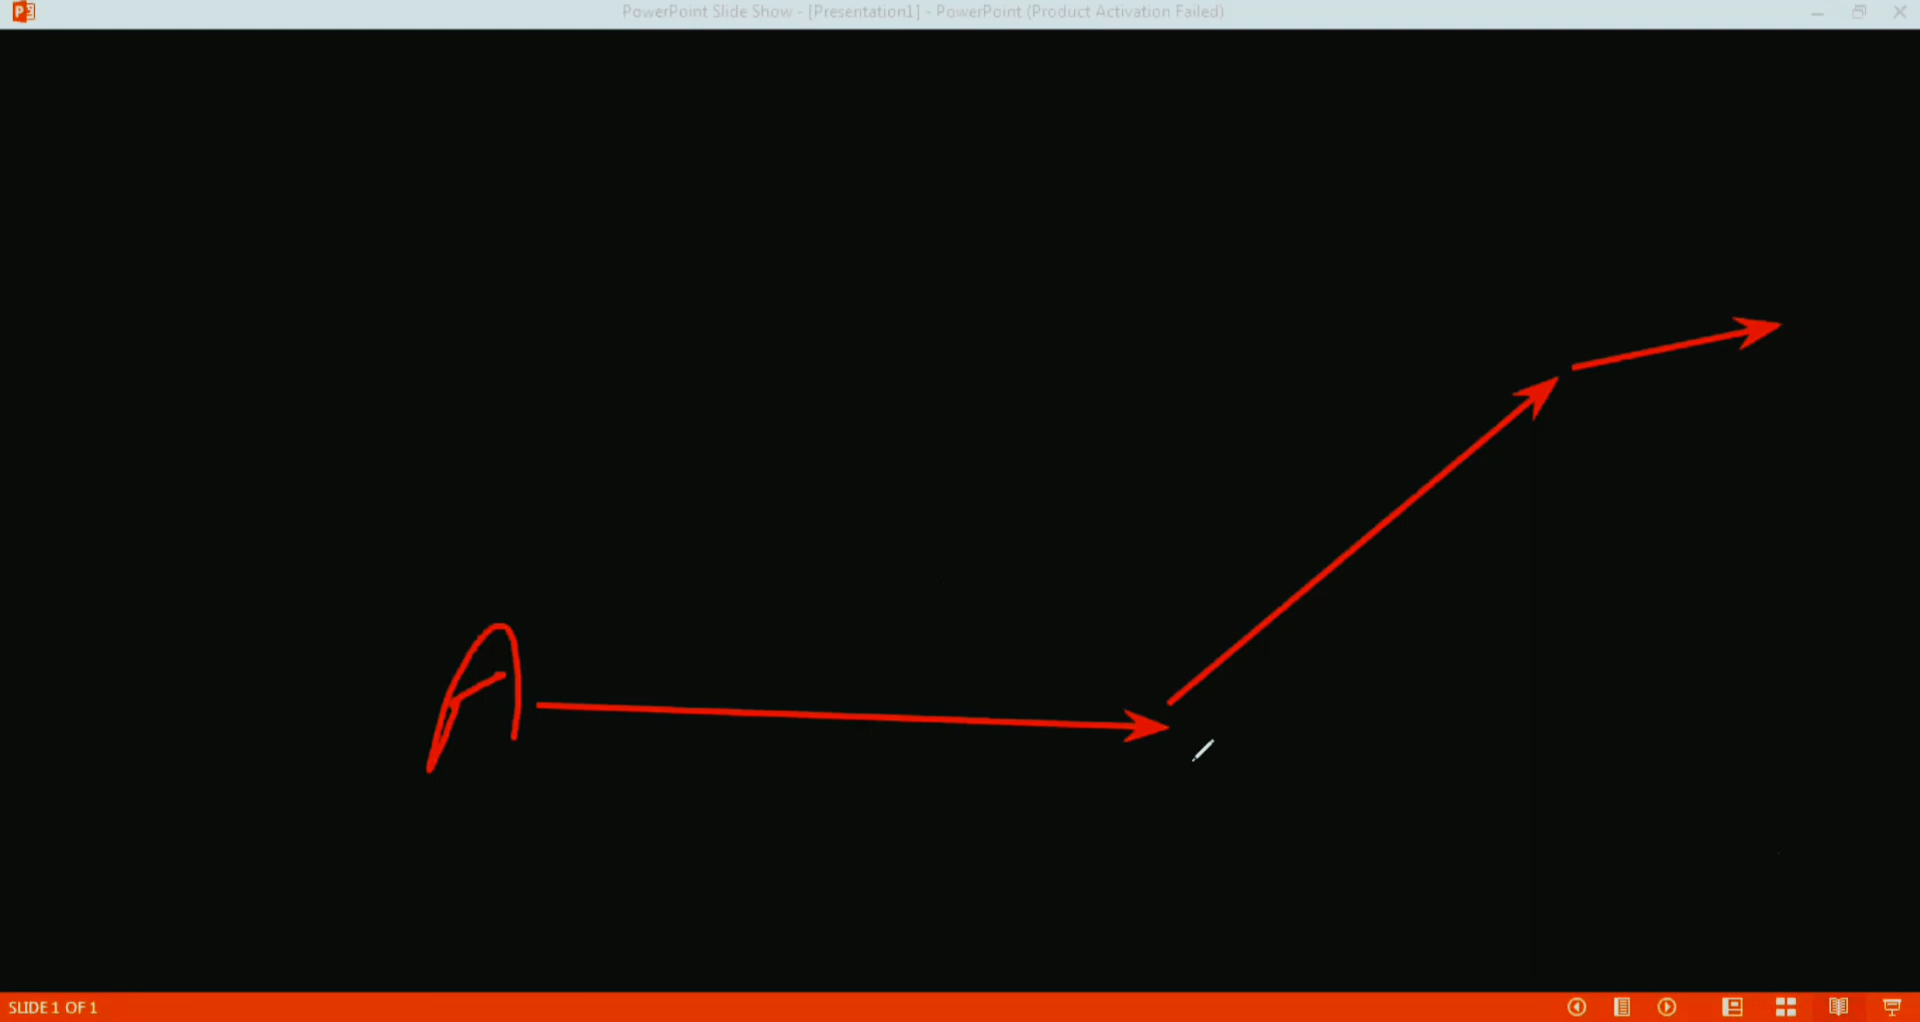 PowerPoint Slide Show - [Presentation1] - PowerPoint (Product Activation Failed)
A
SLIDE 1 OF 1